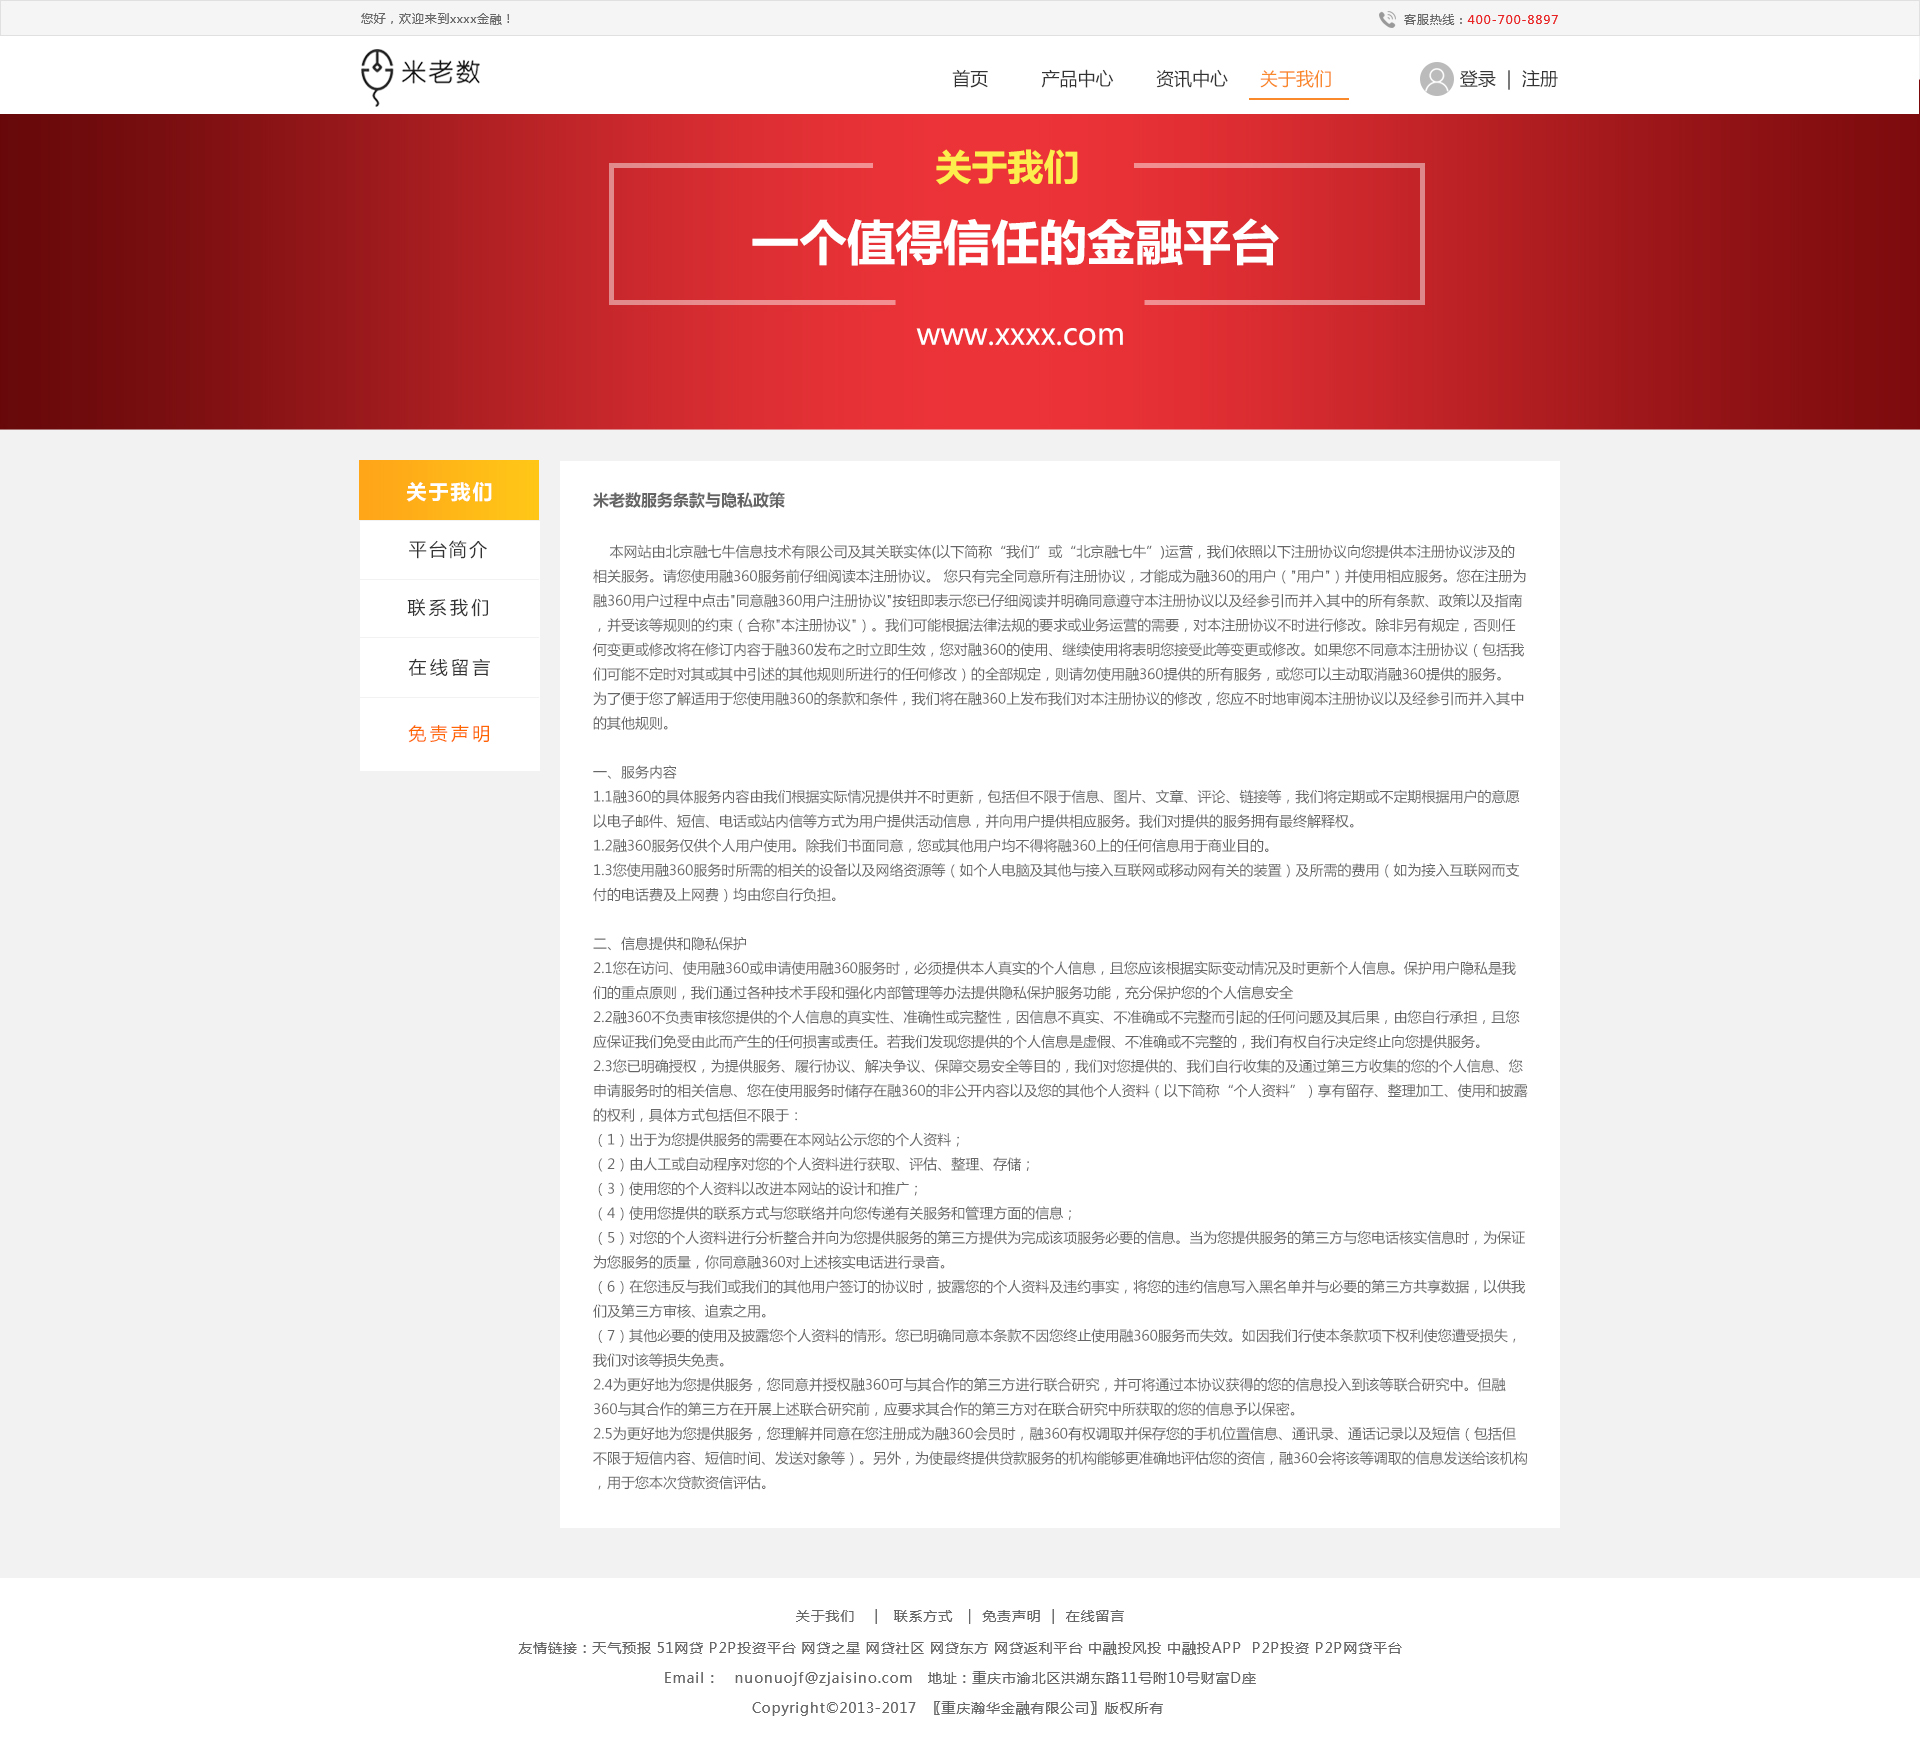 您好，欢迎来到xxxx金融！
客服热线：400-700-8897
米老数
首页 产品中心 资讯中心 关于我们 登录 | 注册
关于我们
一个值得信任的金融平台
www.xxxx.com
关于我们
平台简介
联系我们
在线留言
免责声明
米老数服务条款与隐私政策
本网站由北京融七牛信息技术有限公司及其关联实体(以下简称“我们”或“北京融七牛”)运营，我们依照以下注册协议向您提供本注册协议涉及的
相关服务。请您使用融360服务前仔细阅读本注册协议。 您只有完全同意所有注册协议，才能成为融360的用户（"用户"）并使用相应服务。您在注册为
融360用户过程中点击"同意融360用户注册协议"按钮即表示您已仔细阅读并明确同意遵守本注册协议以及经参引而并入其中的所有条款、政策以及指南
，并受该等规则的约束（合称"本注册协议"）。我们可能根据法律法规的要求或业务运营的需要，对本注册协议不时进行修改。除非另有规定，否则任
何变更或修改将在修订内容于融360发布之时立即生效，您对融360的使用、继续使用将表明您接受此等变更或修改。如果您不同意本注册协议（包括我
们可能不定时对其或其中引述的其他规则所进行的任何修改）的全部规定，则请勿使用融360提供的所有服务，或您可以主动取消融360提供的服务。
为了便于您了解适用于您使用融360的条款和条件，我们将在融360上发布我们对本注册协议的修改，您应不时地审阅本注册协议以及经参引而并入其中
的其他规则。
一、服务内容
1.1融360的具体服务内容由我们根据实际情况提供并不时更新，包括但不限于信息、图片、文章、评论、链接等，我们将定期或不定期根据用户的意愿
以电子邮件、短信、电话或站内信等方式为用户提供活动信息，并向用户提供相应服务。我们对提供的服务拥有最终解释权。
1.2融360服务仅供个人用户使用。除我们书面同意，您或其他用户均不得将融360上的任何信息用于商业目的。
1.3您使用融360服务时所需的相关的设备以及网络资源等（如个人电脑及其他与接入互联网或移动网有关的装置）及所需的费用（如为接入互联网而支
付的电话费及上网费）均由您自行负担。
二、信息提供和隐私保护
2.1您在访问、使用融360或申请使用融360服务时，必须提供本人真实的个人信息，且您应该根据实际变动情况及时更新个人信息。保护用户隐私是我
们的重点原则，我们通过各种技术手段和强化内部管理等办法提供隐私保护服务功能，充分保护您的个人信息安全
2.2融360不负责审核您提供的个人信息的真实性、准确性或完整性，因信息不真实、不准确或不完整而引起的任何问题及其后果，由您自行承担，且您
应保证我们免受由此而产生的任何损害或责任。若我们发现您提供的个人信息是虚假、不准确或不完整的，我们有权自行决定终止向您提供服务。
2.3您已明确授权，为提供服务、履行协议、解决争议、保障交易安全等目的，我们对您提供的、我们自行收集的及通过第三方收集的您的个人信息、您
申请服务时的相关信息、您在使用服务时储存在融360的非公开内容以及您的其他个人资料（以下简称“个人资料”）享有留存、整理加工、使用和披露
的权利，具体方式包括但不限于：
（1）出于为您提供服务的需要在本网站公示您的个人资料；
（2）由人工或自动程序对您的个人资料进行获取、评估、整理、存储；
（3）使用您的个人资料以改进本网站的设计和推广；
（4）使用您提供的联系方式与您联络并向您传递有关服务和管理方面的信息；
（5）对您的个人资料进行分析整合并向为您提供服务的第三方提供为完成该项服务必要的信息。当为您提供服务的第三方与您电话核实信息时，为保证
为您服务的质量，你同意融360对上述核实电话进行录音。
（6）在您违反与我们或我们的其他用户签订的协议时，披露您的个人资料及违约事实，将您的违约信息写入黑名单并与必要的第三方共享数据，以供我
们及第三方审核、追索之用。
（7）其他必要的使用及披露您个人资料的情形。您已明确同意本条款不因您终止使用融360服务而失效。如因我们行使本条款项下权利使您遭受损失，
我们对该等损失免责。
2.4为更好地为您提供服务，您同意并授权融360可与其合作的第三方进行联合研究，并可将通过本协议获得的您的信息投入到该等联合研究中。但融
360与其合作的第三方在开展上述联合研究前，应要求其合作的第三方对在联合研究中所获取的您的信息予以保密。
2.5为更好地为您提供服务，您理解并同意在您注册成为融360会员时，融360有权调取并保存您的手机位置信息、通讯录、通话记录以及短信（包括但
不限于短信内容、短信时间、发送对象等）。另外，为使最终提供贷款服务的机构能够更准确地评估您的资信，融360会将该等调取的信息发送给该机构
，用于您本次贷款资信评估。
关于我们 | 联系方式 | 免责声明 | 在线留言
友情链接：天气预报 51网贷 P2P投资平台 网贷之星 网贷社区 网贷东方 网贷返利平台 中融投风投 中融投APP P2P投资 P2P网贷平台
Email： nuonuojf@zjaisino.com 地址：重庆市渝北区洪湖东路11号附10号财富D座
Copyright©2013-2017 〖重庆瀚华金融有限公司〗版权所有